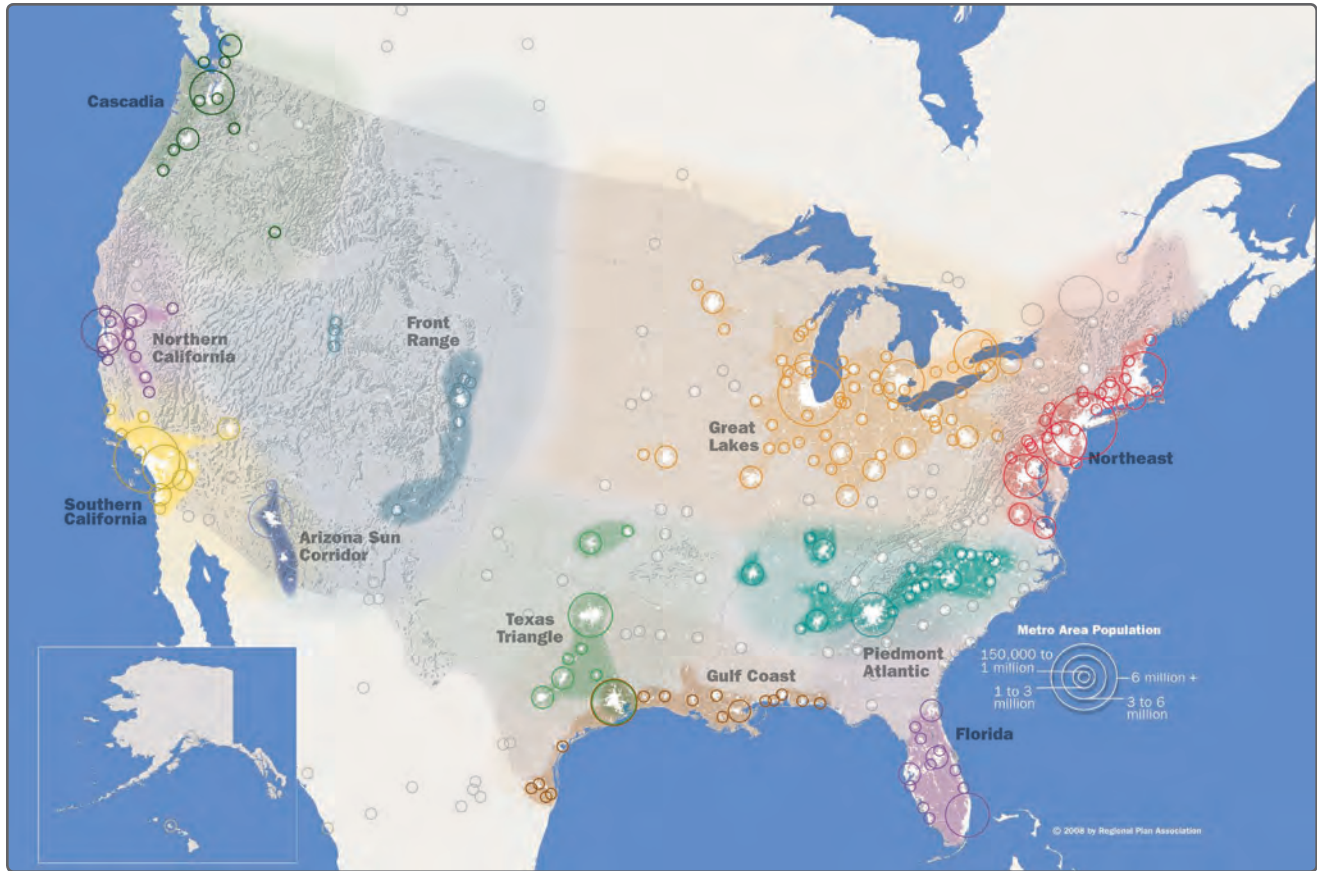 Cascadia
Northern
California
Front
Range
Great
Lakes
Northeast
Southern
California
Arizona Sun
Corridor
Texas
Triangle
Gulf Coast
Piedmont
Atlantic
Florida
Metro Area Population
150,000 to
1 million
1 to 3
million
6 million +
3 to 6
million
© 2008 by Regional Plan Association